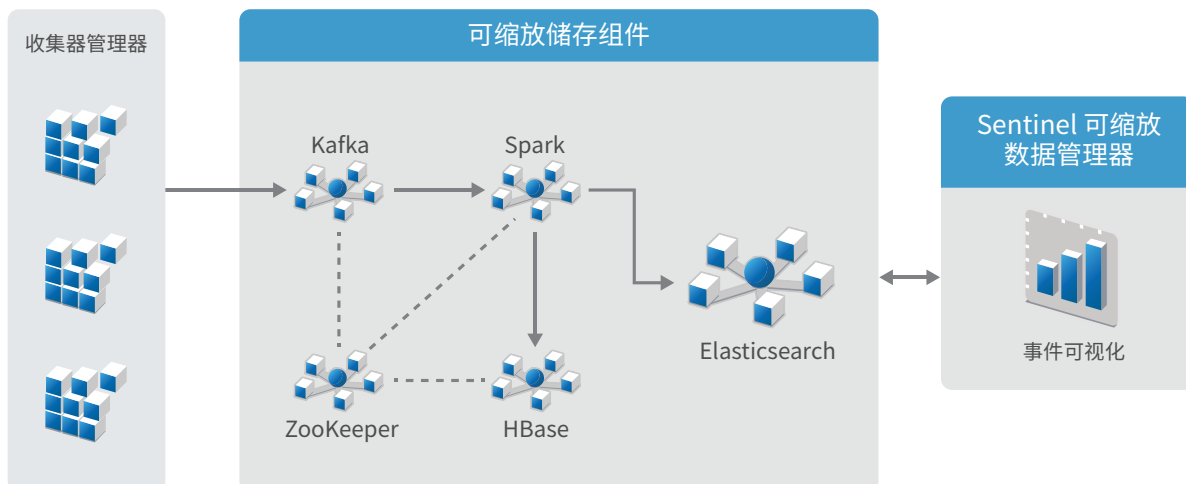 收集器管理器
可缩放储存组件
Kafka
Spark
Elasticsearch
ZooKeeper
HBase
Sentinel 可缩放
数据管理器
事件可视化